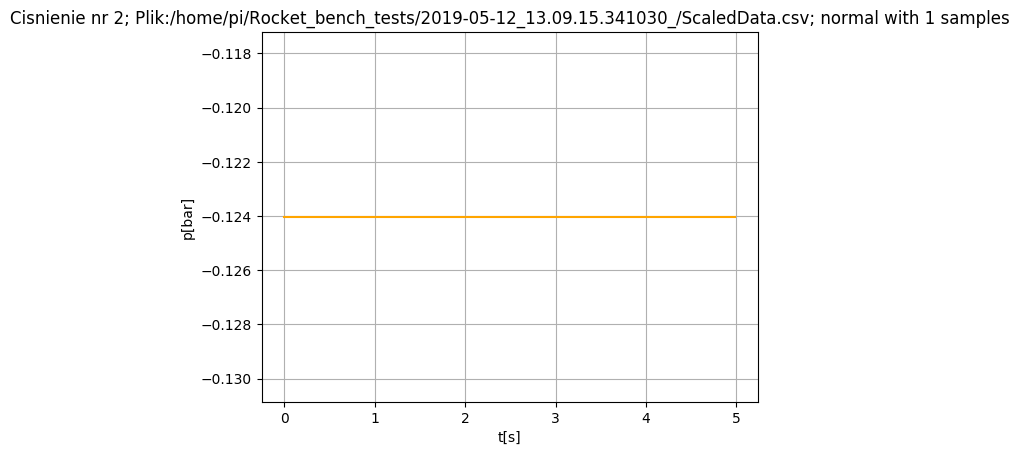 Cisnienie nr 2; Plik:/home/pi/Rocket_bench_tests/2019-05-12_13.09.15.341030_/ScaledData.csv; normal with 1 samples
−0.118
−0.120
−0.122
−0.124
−0.126
−0.128
−0.130
p[bar]
0 1 2 3 4 5
t[s]